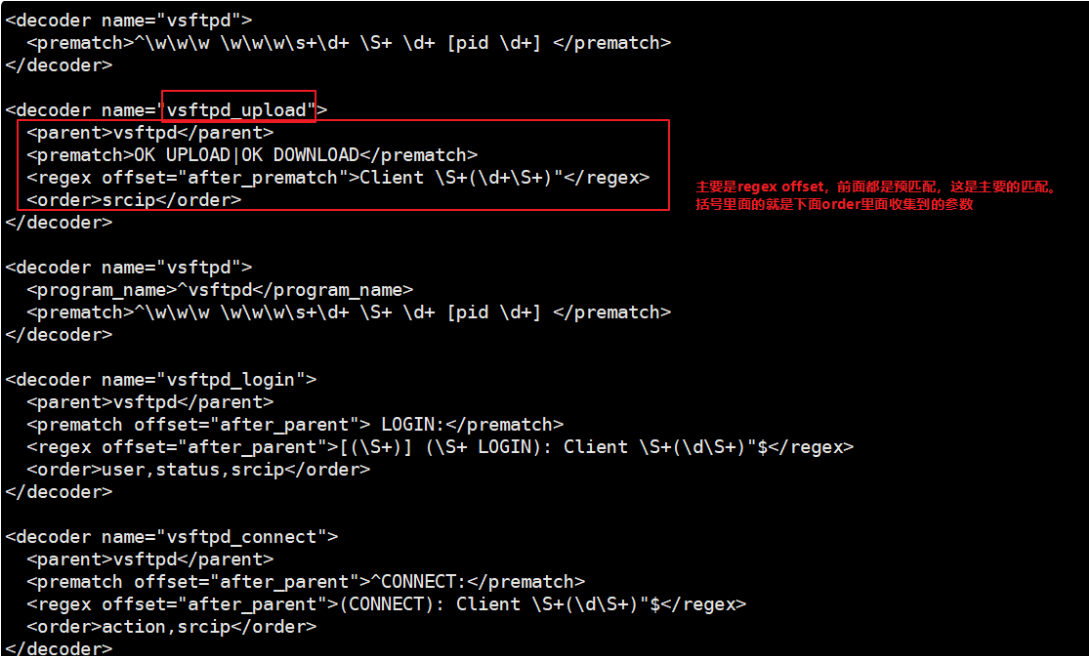 <decoder name="vsftpd">
  <prematch>^\w\w\w \w\w\w\s+\d+ \S+ \d+ [pid \d+] </prematch>
</decoder>

<decoder name="vsftpd_upload">
  <parent>vsftpd</parent>
  <prematch>OK UPLOAD|OK DOWNLOAD</prematch>
  <regex offset="after_prematch">Client \S+(\d+\S+)"</regex>
  <order>srcip</order>
</decoder>
主要是regex offset，前面都是预匹配，这是主要的匹配。
括号里面的就是下面order里面收集到的参数

<decoder name="vsftpd">
  <program_name>^vsftpd</program_name>
  <prematch>^\w\w\w \w\w\w\s+\d+ \S+ \d+ [pid \d+] </prematch>
</decoder>

<decoder name="vsftpd_login">
  <parent>vsftpd</parent>
  <prematch offset="after_parent"> LOGIN:</prematch>
  <regex offset="after_parent">[(\S+)] (\S+ LOGIN): Client \S+(\d\S+)"$</regex>
  <order>user,status,srcip</order>
</decoder>

<decoder name="vsftpd_connect">
  <parent>vsftpd</parent>
  <prematch offset="after_parent">^CONNECT:</prematch>
  <regex offset="after_parent">(CONNECT): Client \S+(\d\S+)"$</regex>
  <order>action,srcip</order>
</decoder>